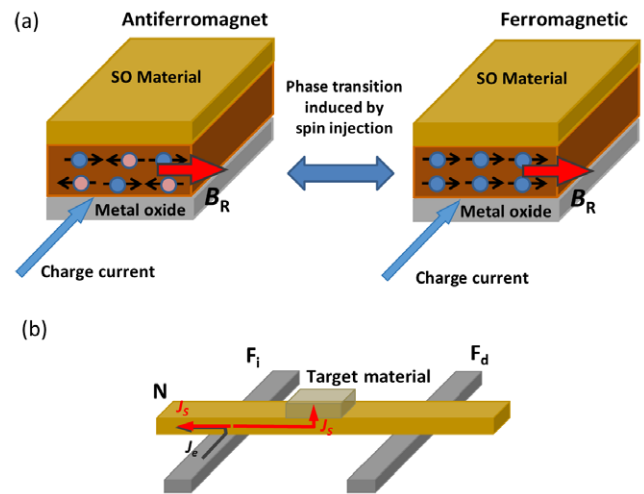 (a)
Antiferromagnet
Ferromagnetic
SO Material
Phase transition
induced by
spin injection
SO Material
Metal oxide
B_R
Metal oxide
B_R
Charge current
Charge current
(b)
F_i
F_d
N
Target material
J_s
J_s
J_e